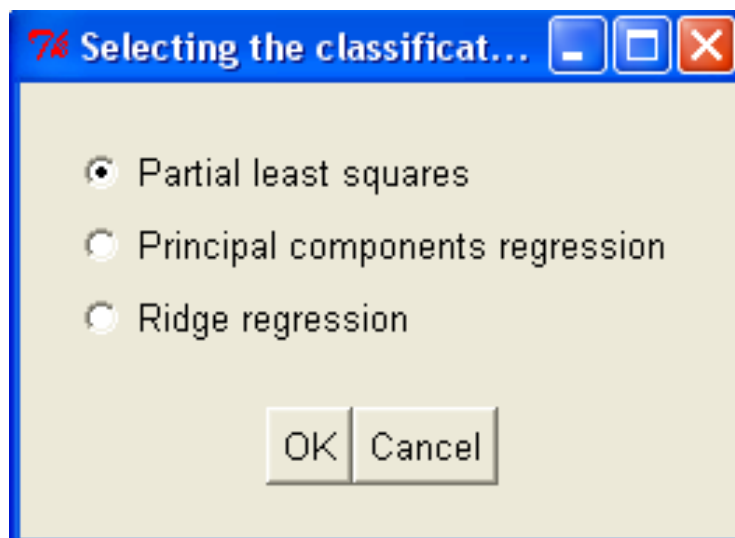 Selecting the classificat...
Partial least squares
Principal components regression
Ridge regression
OK Cancel